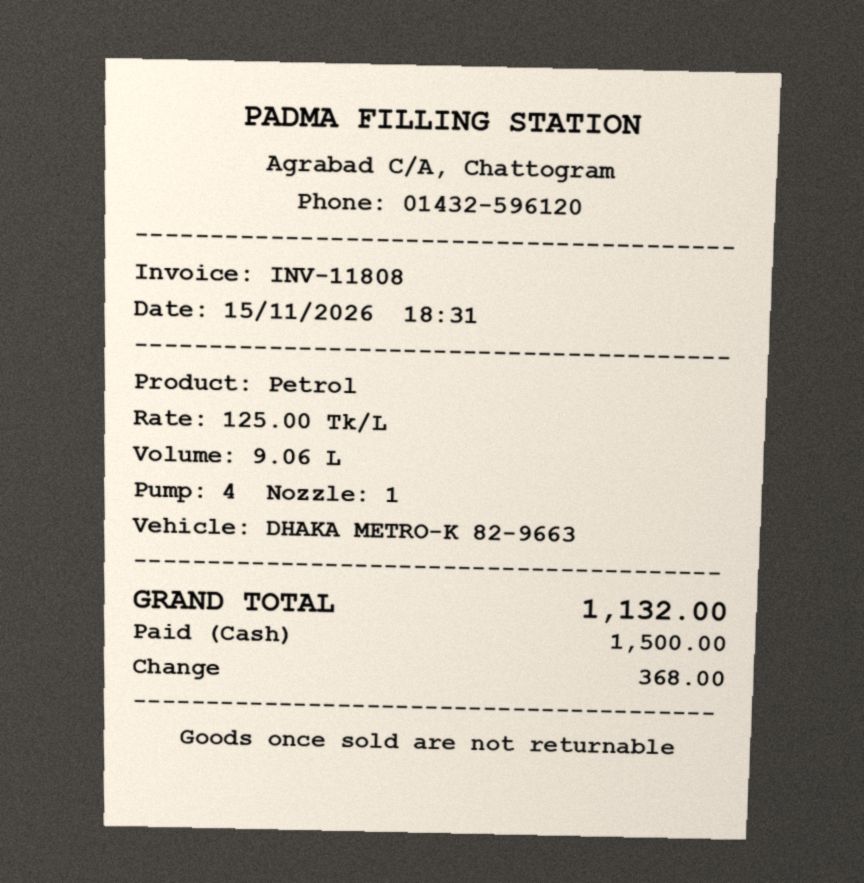 PADMA FILLING STATION
Agrabad C/A, Chattogram
Phone: 01432-596120
----------------------------------------
Invoice: INV-11808
Date: 15/11/2026  18:31
----------------------------------------
Product: Petrol
Rate: 125.00 Tk/L
Volume: 9.06 L
Pump: 4  Nozzle: 1
Vehicle: DHAKA METRO-K 82-9663
----------------------------------------
GRAND TOTAL 1,132.00
Paid (Cash) 1,500.00
Change 368.00
----------------------------------------
Goods once sold are not returnable